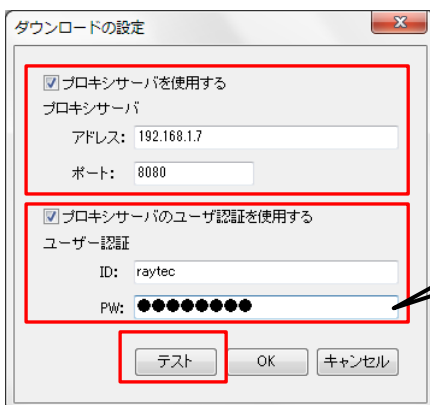 ダウンロードの設定
プロキシサーバを使用する
プロキシサーバ
アドレス: 192.168.1.7
ポート: 8080
プロキシサーバのユーザ認証を使用する
ユーザー認証
ID: raytec
PW: ●●●●●●●●
テスト OK キャンセル